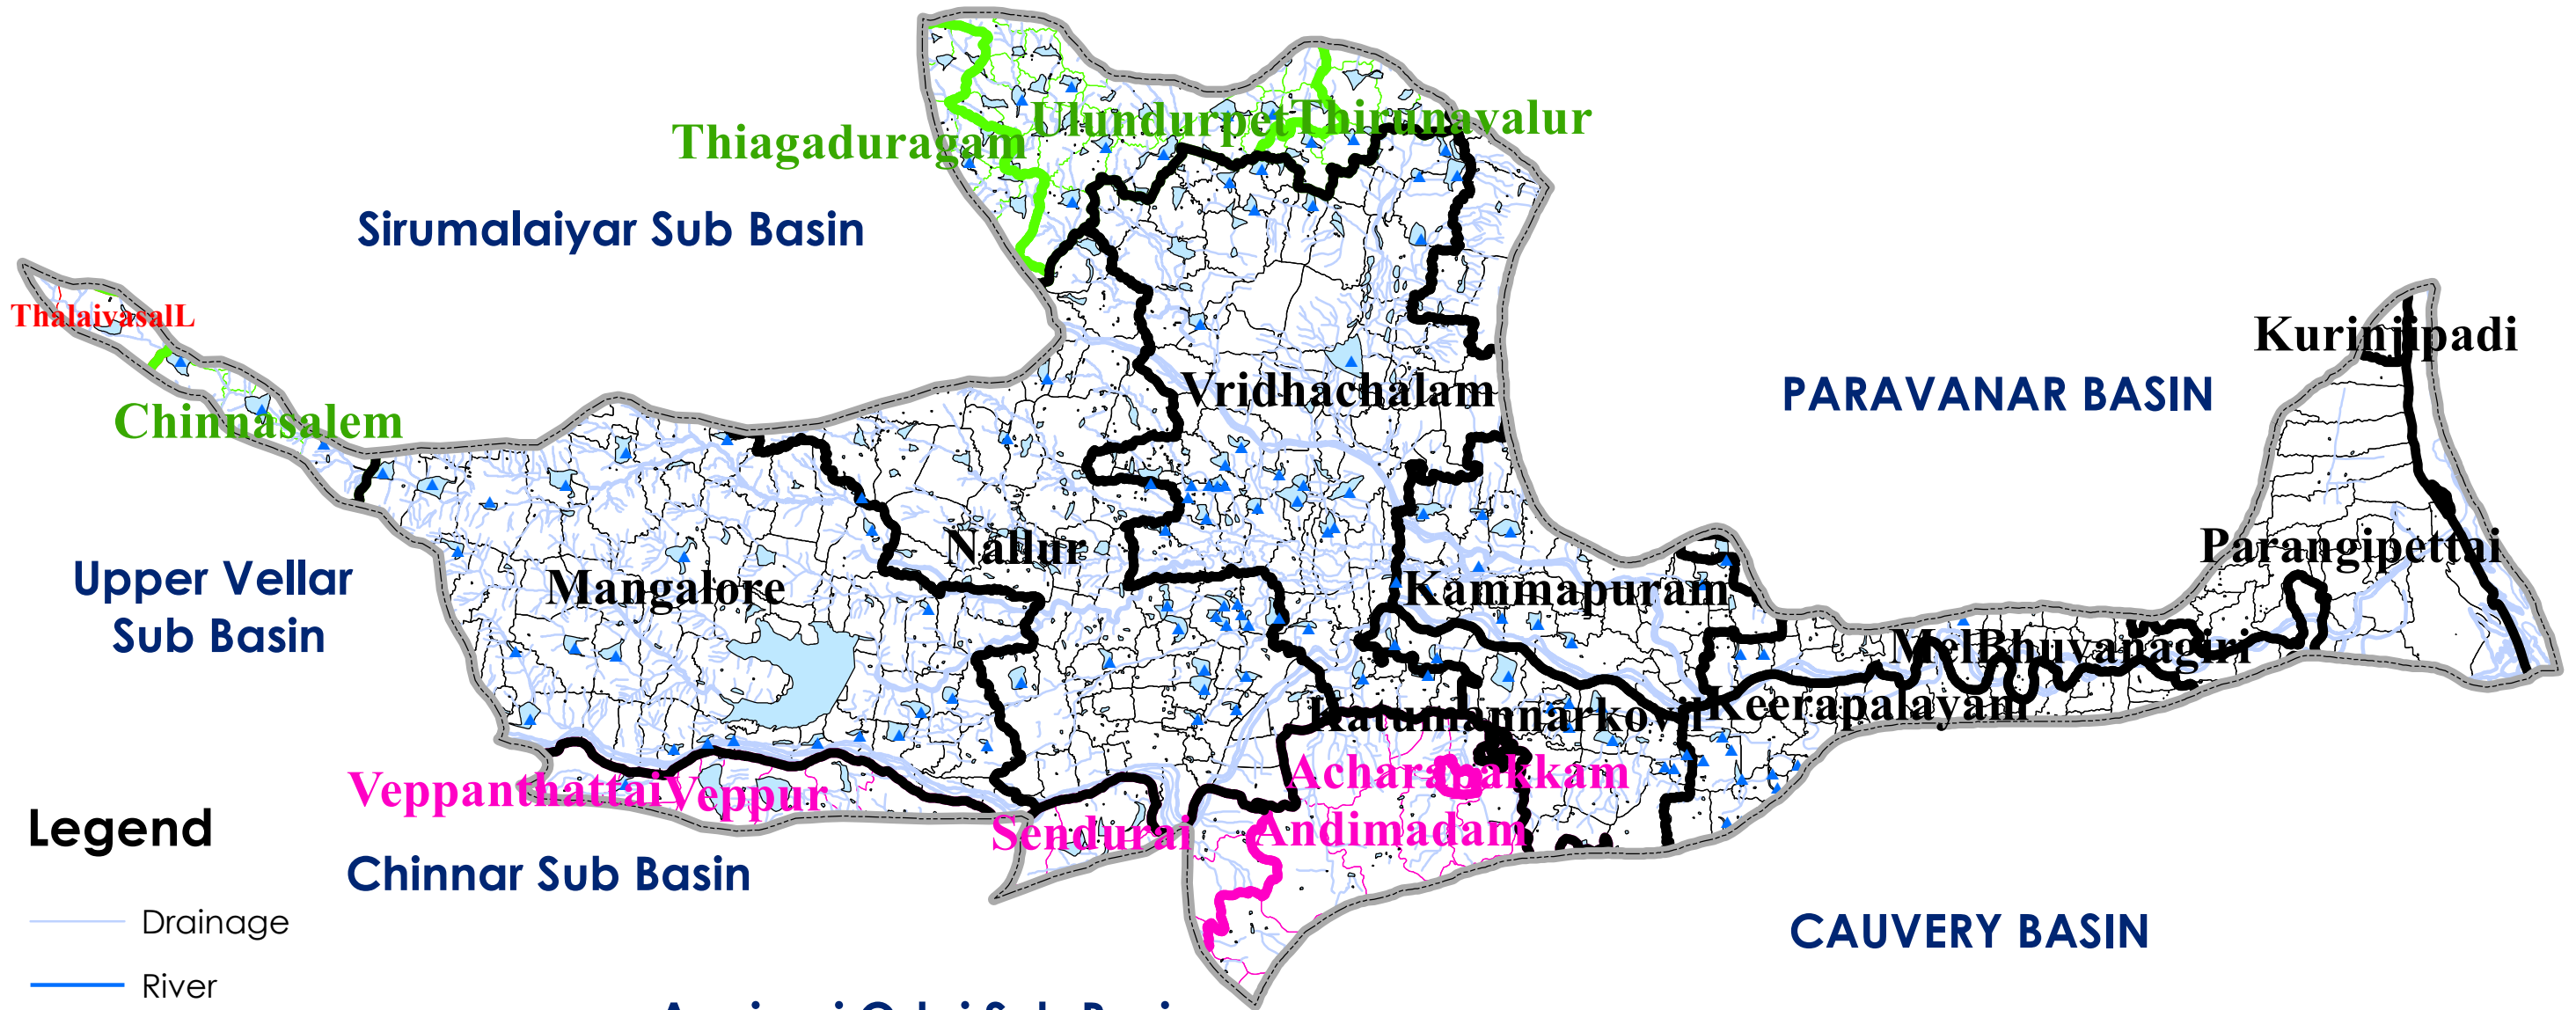 Ulundurpet
Thirunavalur
Thiagaduragam
Sirumalaiyar Sub Basin
ThalaivasalL
Kurinjipadi
Vridhachalam
PARAVANAR BASIN
Chinnasalem
Nallur
Parangipettai
Upper Vellar
Sub Basin
Mangalore
Kammapuram
MelBhuvanagiri
Katumannarkovil
Keerapalayam
Veppanthattai
Veppur
Acharapakkam
Sendurai
Andimadam
Legend
Chinnar Sub Basin
Drainage
CAUVERY BASIN
River